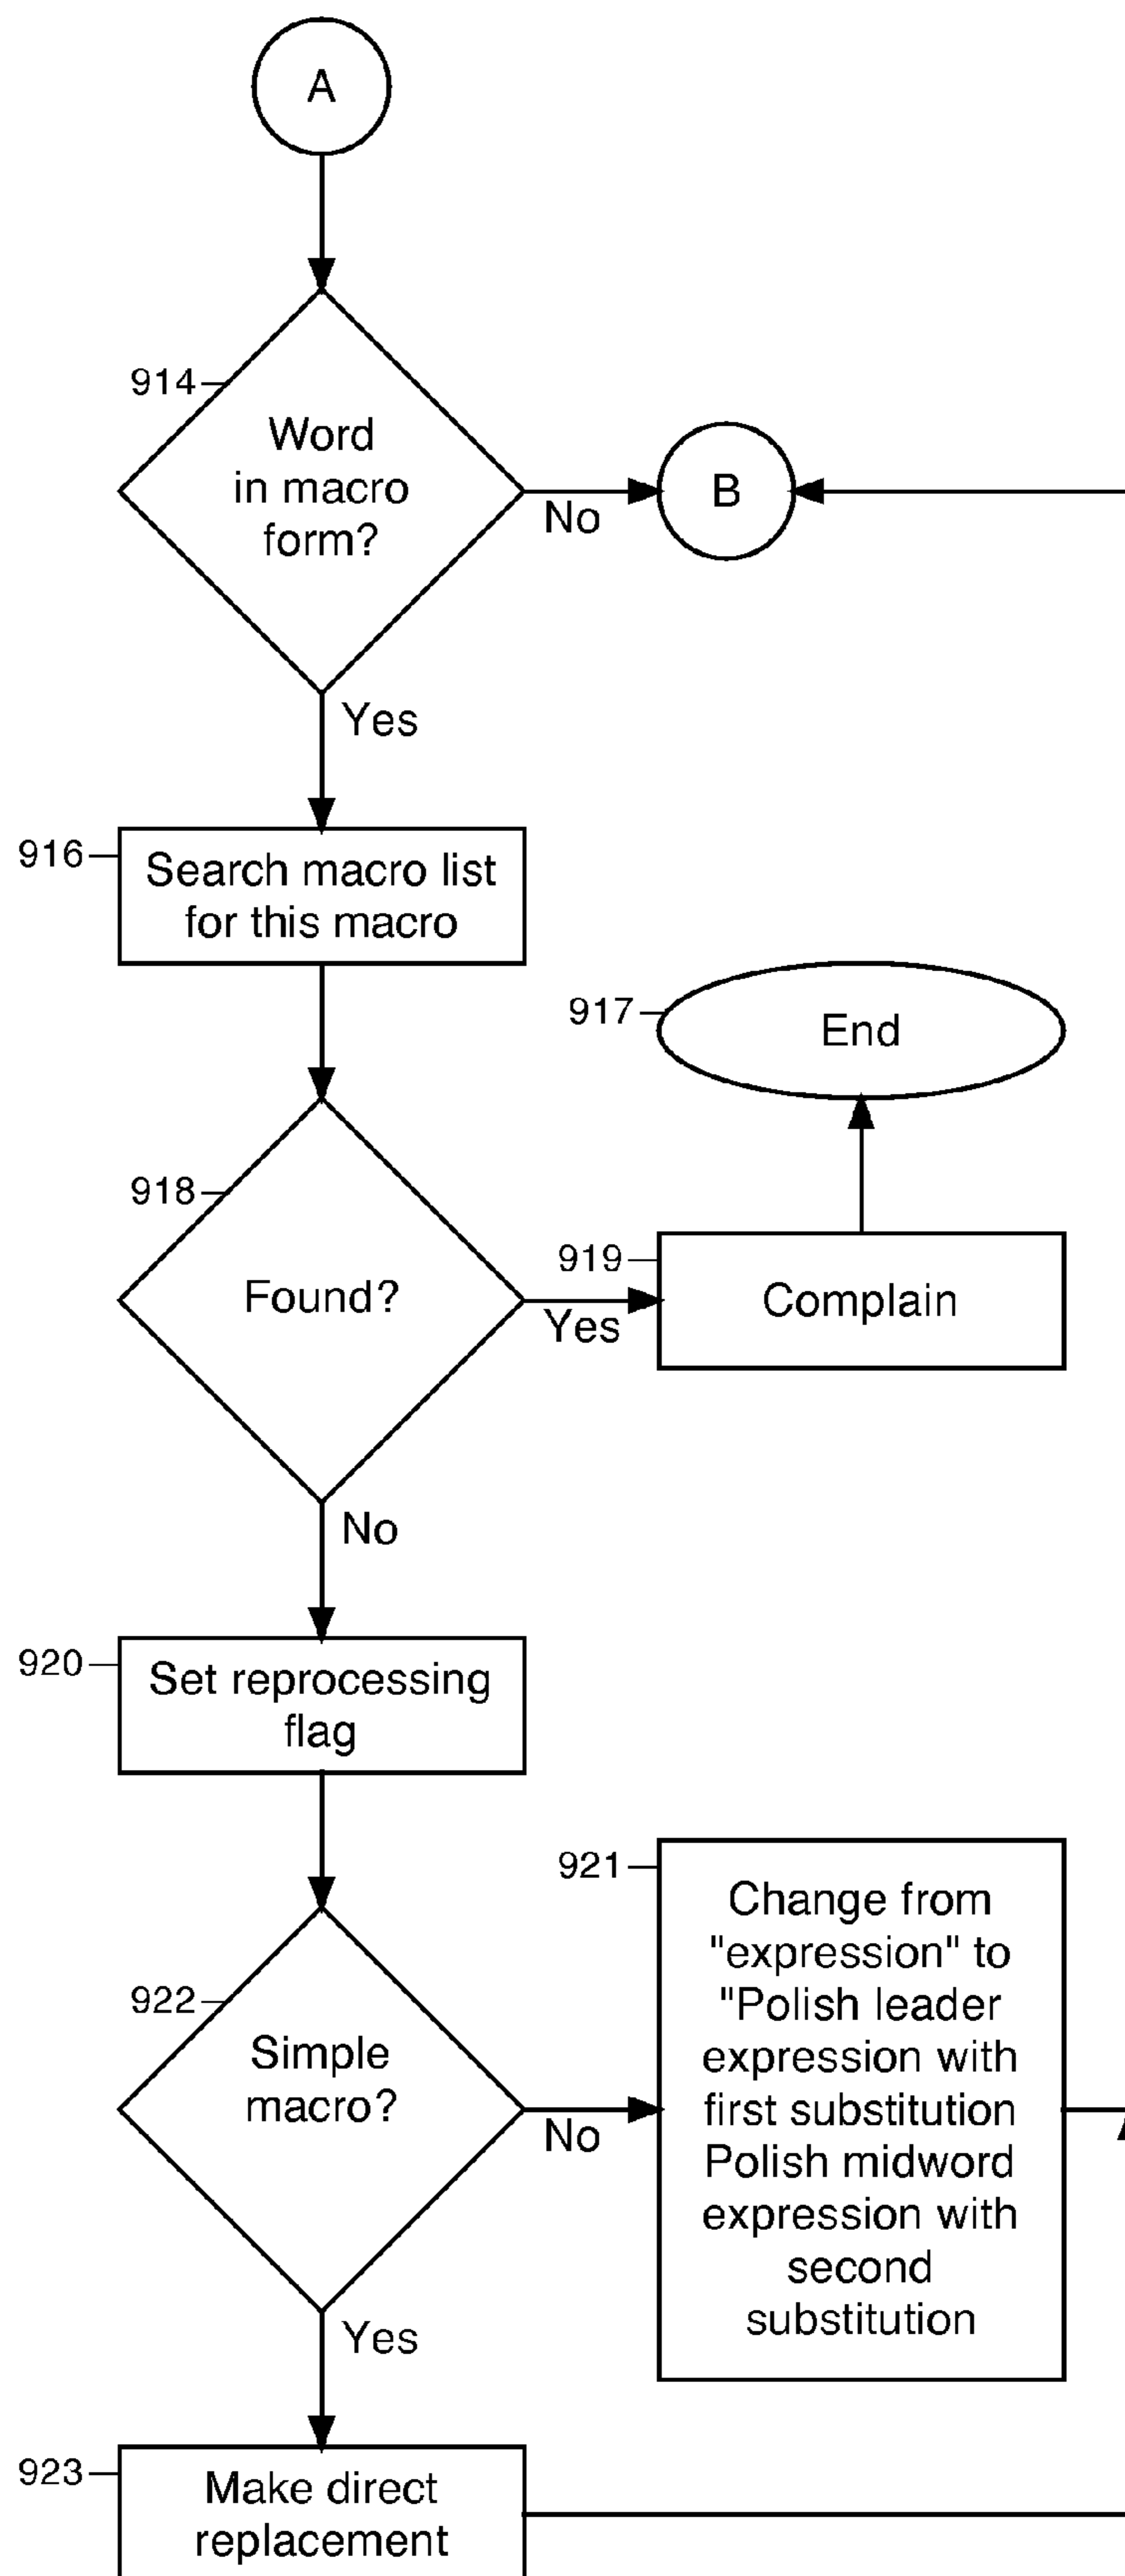 A
914
Word
in macro
form?
No
B
Yes
916
Search macro list
for this macro
917
End
918
Found?
Yes
919
Complain
No
920
Set reprocessing
flag
921
Change from
"expression" to
"Polish leader
expression with
first substitution
Polish midword
expression with
second
substitution
922
Simple
macro?
No
Yes
923
Make direct
replacement